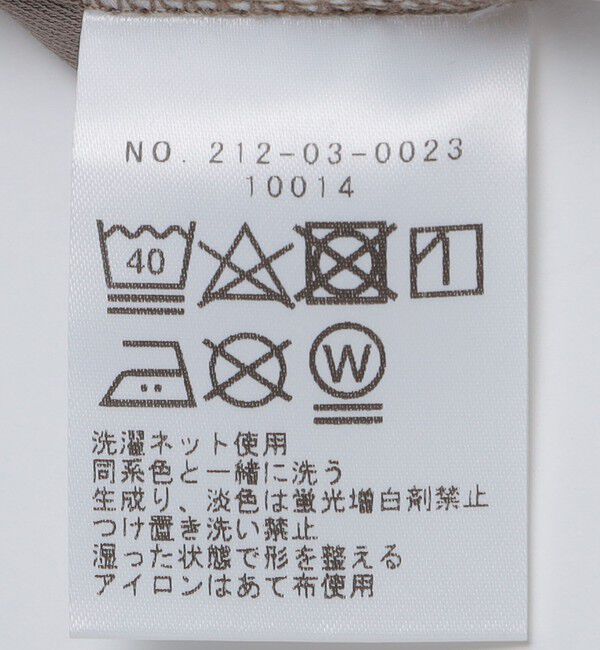 NO. 212-03-0023
10014
40
W
洗濯ネット使用
同系色と一緒に洗う
生成り、淡色は蛍光増白剤禁止
つけ置き洗い禁止
湿った状態で形を整える
アイロンはあて布使用